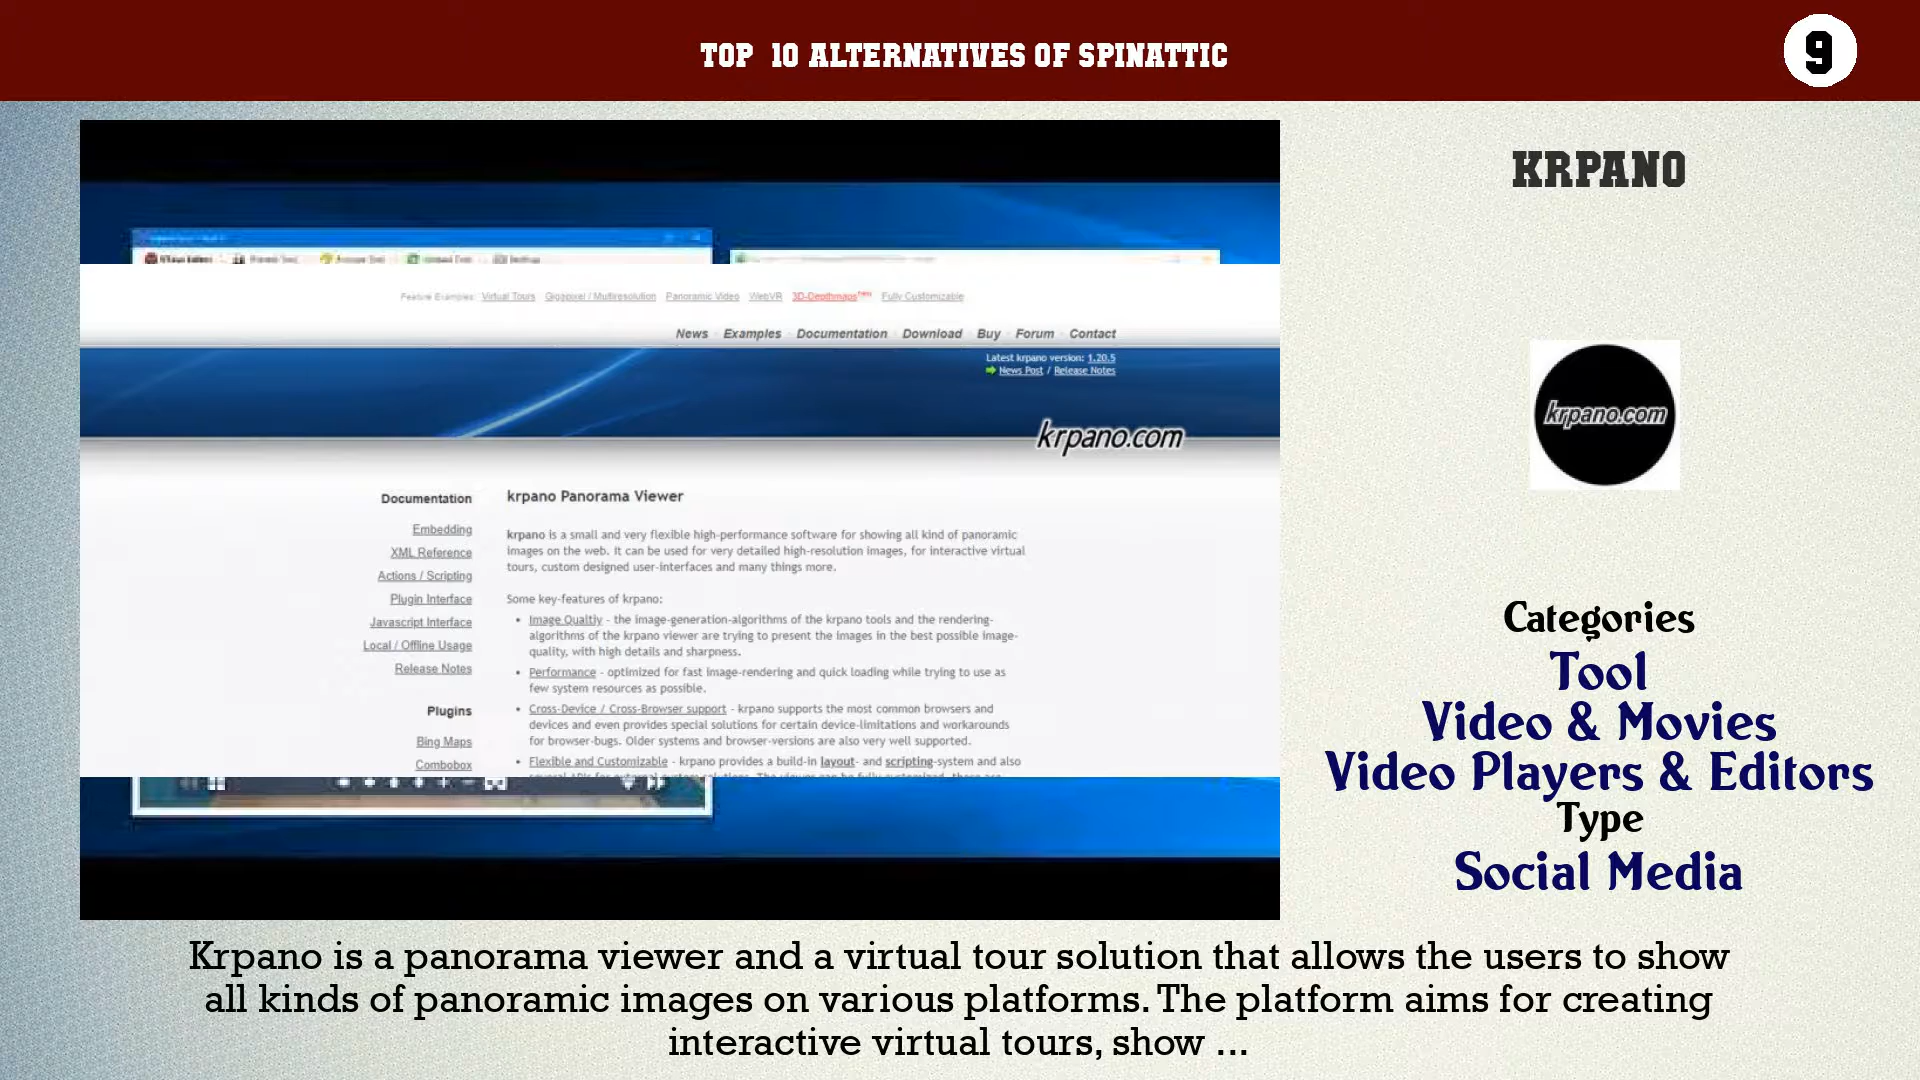 TOP 10 ALTERNATIVES OF SPINATTIC
9
KRPANO
Feature Examples: Virtual Tours Gigapixel / Multiresolution Panoramic Video WebVR 3D-Depthmaps new Fully Customizable
News Examples Documentation Download Buy Forum Contact
Latest krpano version: 1.20.5
News Post / Release Notes
krpano.com
Documentation
Embedding
XML Reference
Actions / Scripting
Plugin Interface
Javascript Interface
Local / Offline Usage
Release Notes
Plugins
Bing Maps
Combobox
krpano Panorama Viewer
krpano is a small and very flexible high-performance software for showing all kind of panoramic
images on the web. It can be used for very detailed high-resolution images, for interactive virtual
tours, custom designed user-interfaces and many things more.
Some key-features of krpano:
• Image Qualtiy - the image-generation-algorithms of the krpano tools and the rendering-
algorithms of the krpano viewer are trying to present the images in the best possible image-
quality, with high details and sharpness.
• Performance - optimized for fast image-rendering and quick loading while trying to use as
few system resources as possible.
• Cross-Device / Cross-Browser support - krpano supports the most common browsers and
devices and even provides special solutions for certain device-limitations and workarounds
for browser-bugs. Older systems and browser-versions are also very well supported.
• Flexible and Customizable - krpano provides a build-in layout- and scripting-system and also
krpano.com
Categories
Tool
Video & Movies
Video Players & Editors
Type
Social Media
Krpano is a panorama viewer and a virtual tour solution that allows the users to show
all kinds of panoramic images on various platforms. The platform aims for creating
interactive virtual tours, show ...